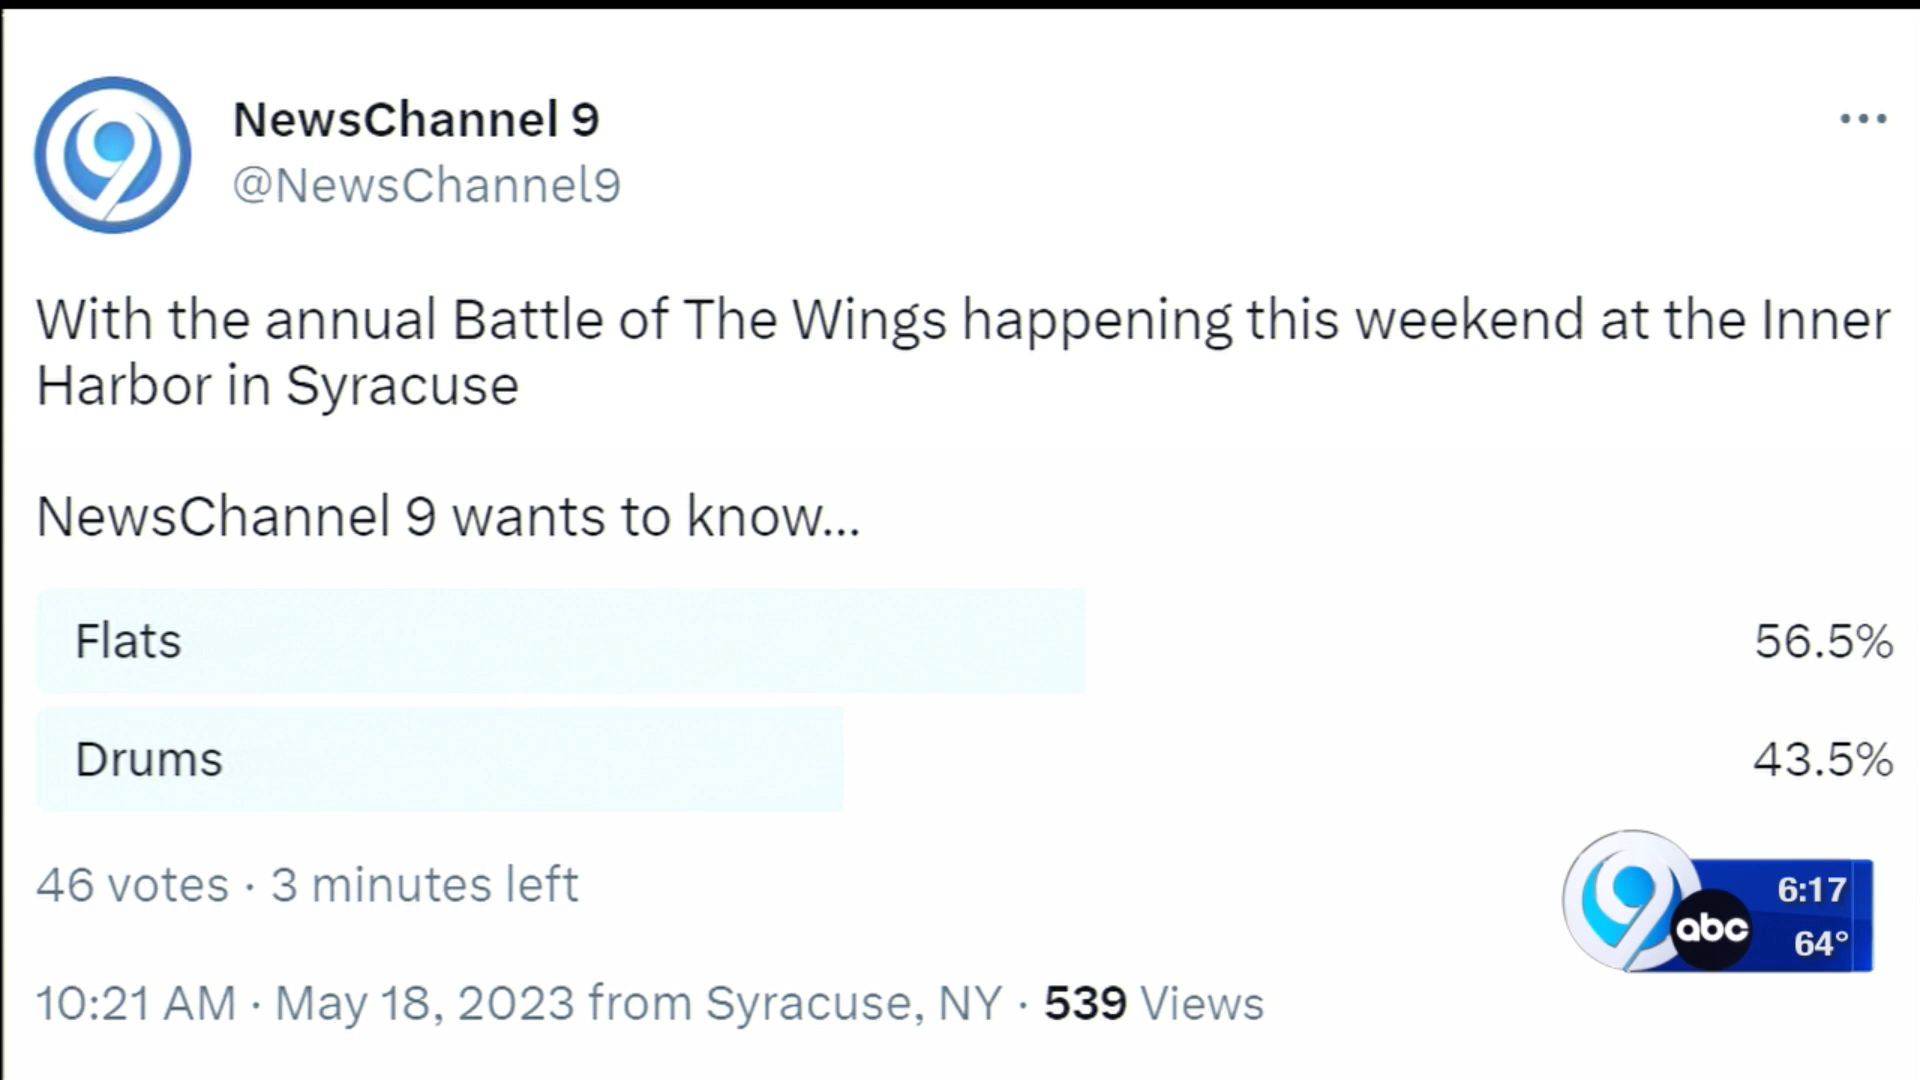 NewsChannel 9
@NewsChannel9
With the annual Battle of The Wings happening this weekend at the Inner
Harbor in Syracuse
NewsChannel 9 wants to know...
Flats 56.5%
Drums 43.5%
46 votes · 3 minutes left
10:21 AM · May 18, 2023 from Syracuse, NY · 539 Views
9 abc 6:17
64°